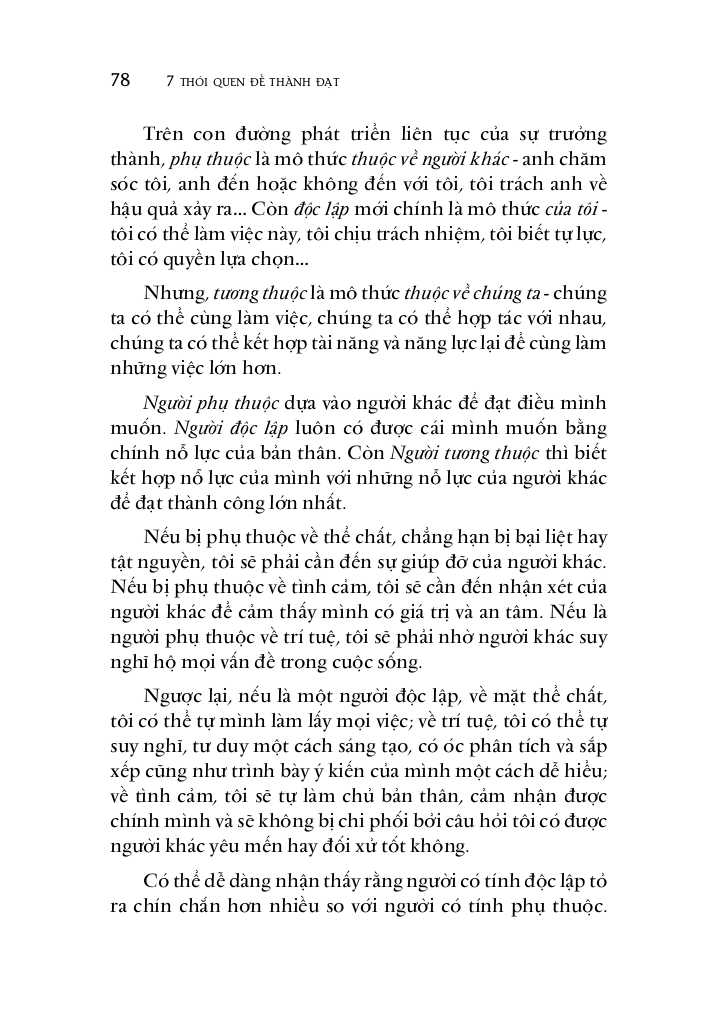 78 7 THÓI QUEN ĐỂ THÀNH ĐẠT
Trên con đường phát triển liên tục của sự trưởng
thành, phụ thuộc là mô thức thuộc về người khác - anh chăm
sóc tôi, anh đến hoặc không đến với tôi, tôi trách anh về
hậu quả xảy ra... Còn độc lập mới chính là mô thức của tôi -
tôi có thể làm việc này, tôi chịu trách nhiệm, tôi biết tự lực,
tôi có quyền lựa chọn...
Nhưng, tương thuộc là mô thức thuộc về chúng ta - chúng
ta có thể cùng làm việc, chúng ta có thể hợp tác với nhau,
chúng ta có thể kết hợp tài năng và năng lực lại để cùng làm
những việc lớn hơn.
Người phụ thuộc dựa vào người khác để đạt điều mình
muốn. Người độc lập luôn có được cái mình muốn bằng
chính nỗ lực của bản thân. Còn Người tương thuộc thì biết
kết hợp nỗ lực của mình với những nỗ lực của người khác
để đạt thành công lớn nhất.
Nếu bị phụ thuộc về thể chất, chẳng hạn bị bại liệt hay
tật nguyền, tôi sẽ phải cần đến sự giúp đỡ của người khác.
Nếu bị phụ thuộc về tình cảm, tôi sẽ cần đến nhận xét của
người khác để cảm thấy mình có giá trị và an tâm. Nếu là
người phụ thuộc về trí tuệ, tôi sẽ phải nhờ người khác suy
nghĩ hộ mọi vấn đề trong cuộc sống.
Ngược lại, nếu là một người độc lập, về mặt thể chất,
tôi có thể tự mình làm lấy mọi việc; về trí tuệ, tôi có thể tự
suy nghĩ, tư duy một cách sáng tạo, có óc phân tích và sắp
xếp cũng như trình bày ý kiến của mình một cách dễ hiểu;
về tình cảm, tôi sẽ tự làm chủ bản thân, cảm nhận được
chính mình và sẽ không bị chi phối bởi câu hỏi tôi có được
người khác yêu mến hay đối xử tốt không.
Có thể dễ dàng nhận thấy rằng người có tính độc lập tỏ
ra chín chắn hơn nhiều so với người có tính phụ thuộc.